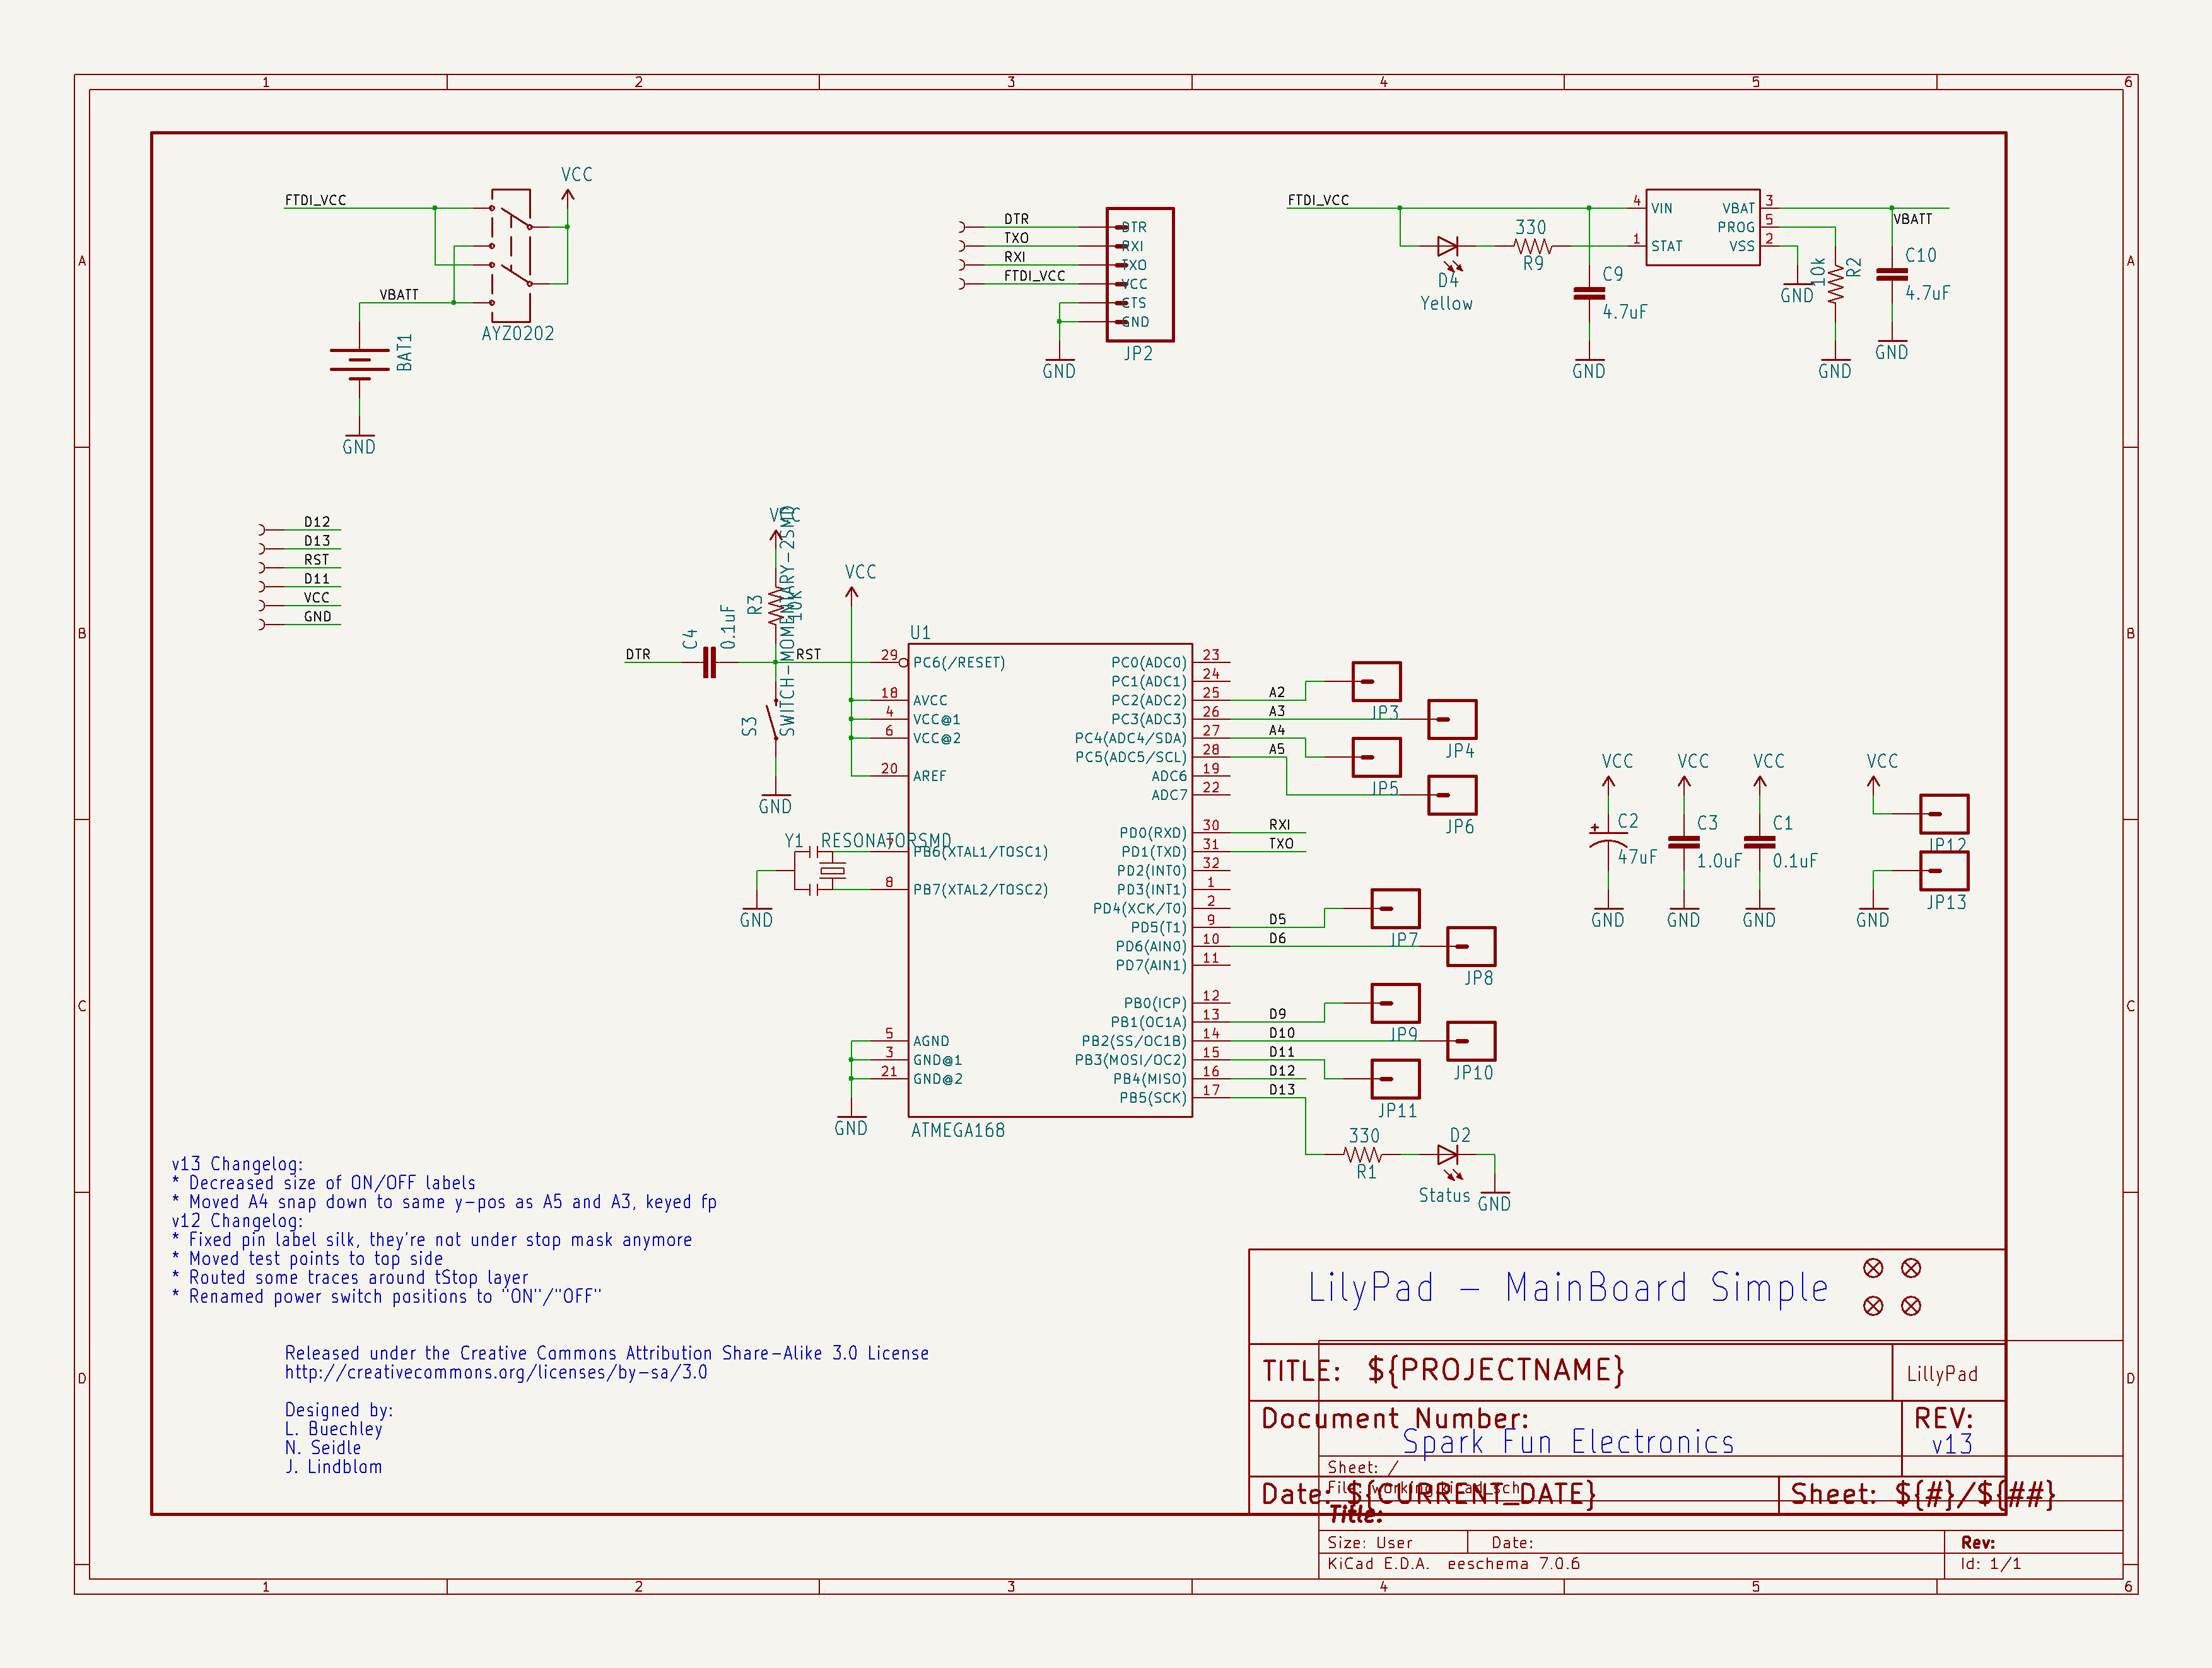 1 2 3 4 5 6
A
B
C
D
A
B
C
D
FTDI_VCC
VCC
VBATT
AYZ0202
BAT1
GND
DTR
TXO
RXI
FTDI_VCC
DTR
RXI
TXO
VCC
CTS
GND
JP2
GND
FTDI_VCC
D4
Yellow
330
R9
C9
4.7uF
GND
4 VIN
1 STAT
VBAT 3
PROG 5
VSS 2
GND
10k
R2
GND
VBATT
C10
4.7uF
GND
D12
D13
RST
D11
VCC
GND
VCC
R3
10K
SWITCH-MOMENTARY-2SMD
C4
0.1uF
DTR
RST
S3
GND
VCC
U1
29 PC6(/RESET)
18 AVCC
4 VCC@1
6 VCC@2
20 AREF
Y1 RESONATORSMD
7 PB6(XTAL1/TOSC1)
8 PB7(XTAL2/TOSC2)
GND
5 AGND
3 GND@1
21 GND@2
GND
ATMEGA168
PC0(ADC0) 23
PC1(ADC1) 24
PC2(ADC2) 25 A2
PC3(ADC3) 26 A3
PC4(ADC4/SDA) 27 A4
PC5(ADC5/SCL) 28 A5
ADC6 19
ADC7 22
PD0(RXD) 30 RXI
PD1(TXD) 31 TXO
PD2(INT0) 32
PD3(INT1) 1
PD4(XCK/T0) 2
PD5(T1) 9 D5
PD6(AIN0) 10 D6
PD7(AIN1) 11
PB0(ICP) 12
PB1(OC1A) 13 D9
PB2(SS/OC1B) 14 D10
PB3(MOSI/OC2) 15 D11
PB4(MISO) 16 D12
PB5(SCK) 17 D13
JP3
JP4
JP5
JP6
JP7
JP8
JP9
JP10
JP11
330
R1
D2
Status
GND
VCC
C2
47uF
GND
VCC
C3
1.0uF
GND
VCC
C1
0.1uF
GND
VCC
JP12
JP13
GND
v13 Changelog:
* Decreased size of ON/OFF labels
* Moved A4 snap down to same y-pos as A5 and A3, keyed fp
v12 Changelog:
* Fixed pin label silk, they're not under stop mask anymore
* Moved test points to top side
* Routed some traces around tStop layer
* Renamed power switch positions to "ON"/"OFF"
Released under the Creative Commons Attribution Share-Alike 3.0 License
http://creativecommons.org/licenses/by-sa/3.0
Designed by:
L. Buechley
N. Seidle
J. Lindblom
LilyPad - MainBoard Simple
TITLE: ${PROJECTNAME}
LillyPad
Document Number:
Spark Fun Electronics
REV:
v13
Date: ${CURRENT_DATE}
Sheet: ${#}/${##}
Sheet: /
File: working.kicad_sch
Title:
Size: User
Date:
Rev:
KiCad E.D.A. eeschema 7.0.6
Id: 1/1
1 2 3 4 5 6